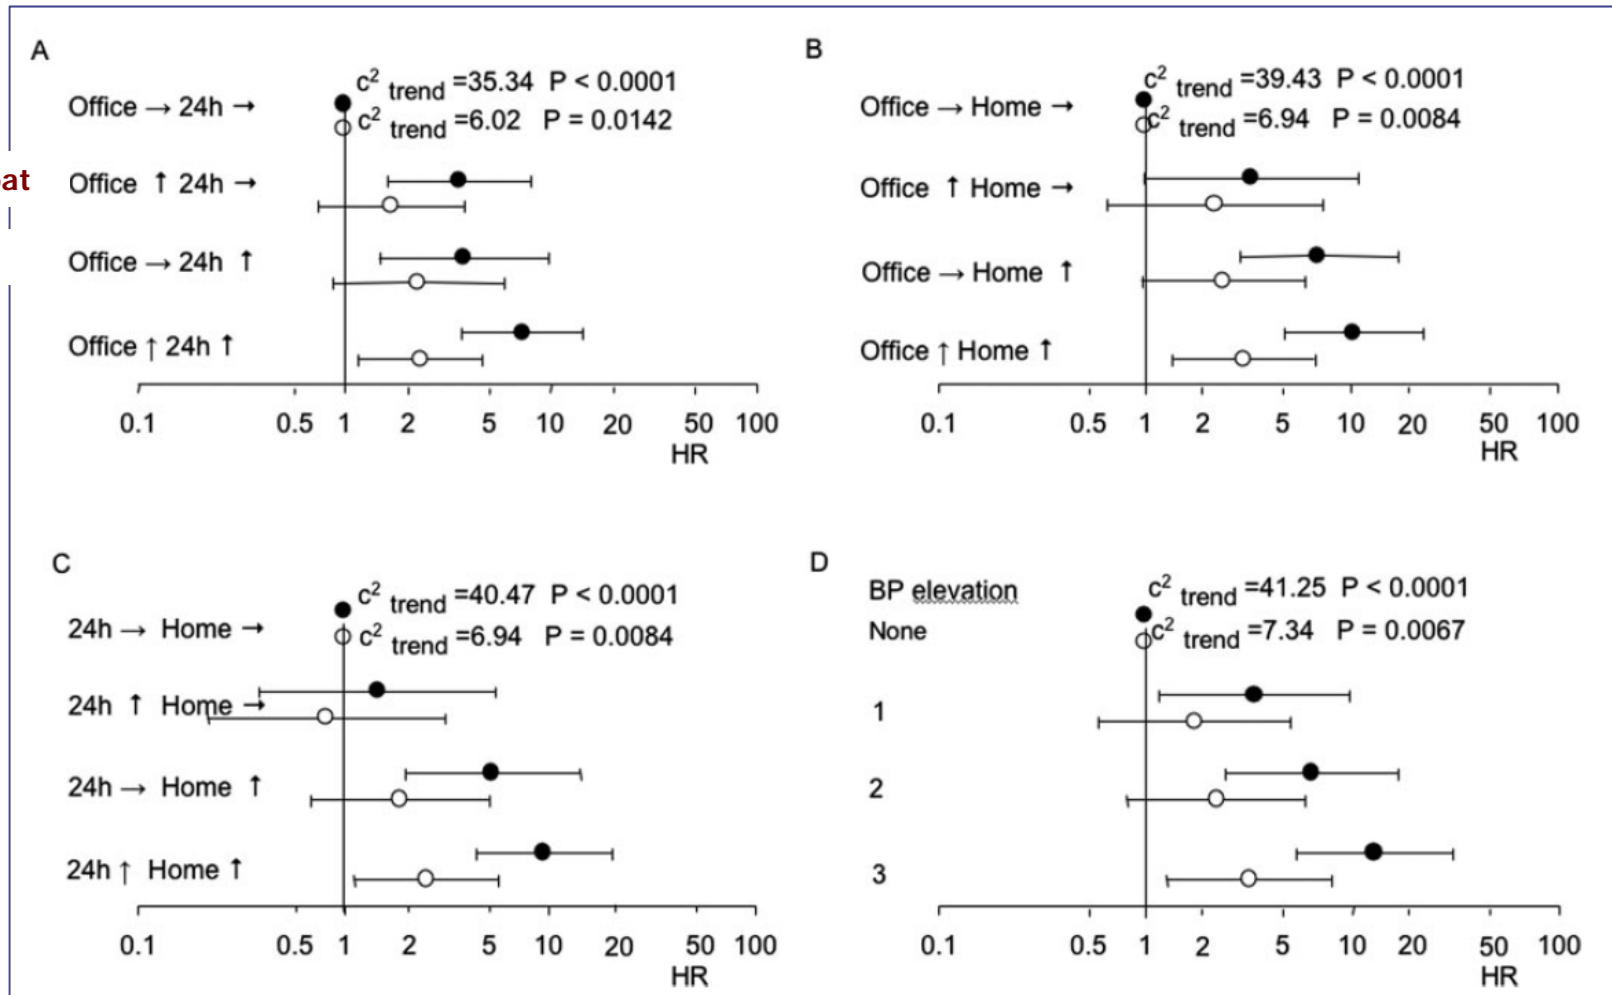 A
c² trend =35.34 P < 0.0001
Office → 24h →
c² trend =6.02 P = 0.0142
at
Office ↑ 24h →
Office → 24h ↑
Office ↑ 24h ↑
0.1 0.5 1 2 5 10 20 50 100
HR
B
c² trend =39.43 P < 0.0001
Office → Home →
c² trend =6.94 P = 0.0084
Office ↑ Home →
Office → Home ↑
Office ↑ Home ↑
0.1 0.5 1 2 5 10 20 50 100
HR
C
c² trend =40.47 P < 0.0001
24h → Home →
c² trend =6.94 P = 0.0084
24h ↑ Home →
24h → Home ↑
24h ↑ Home ↑
0.1 0.5 1 2 5 10 20 50 100
HR
D
BP elevation
c² trend =41.25 P < 0.0001
None
c² trend =7.34 P = 0.0067
1
2
3
0.1 0.5 1 2 5 10 20 50 100
HR